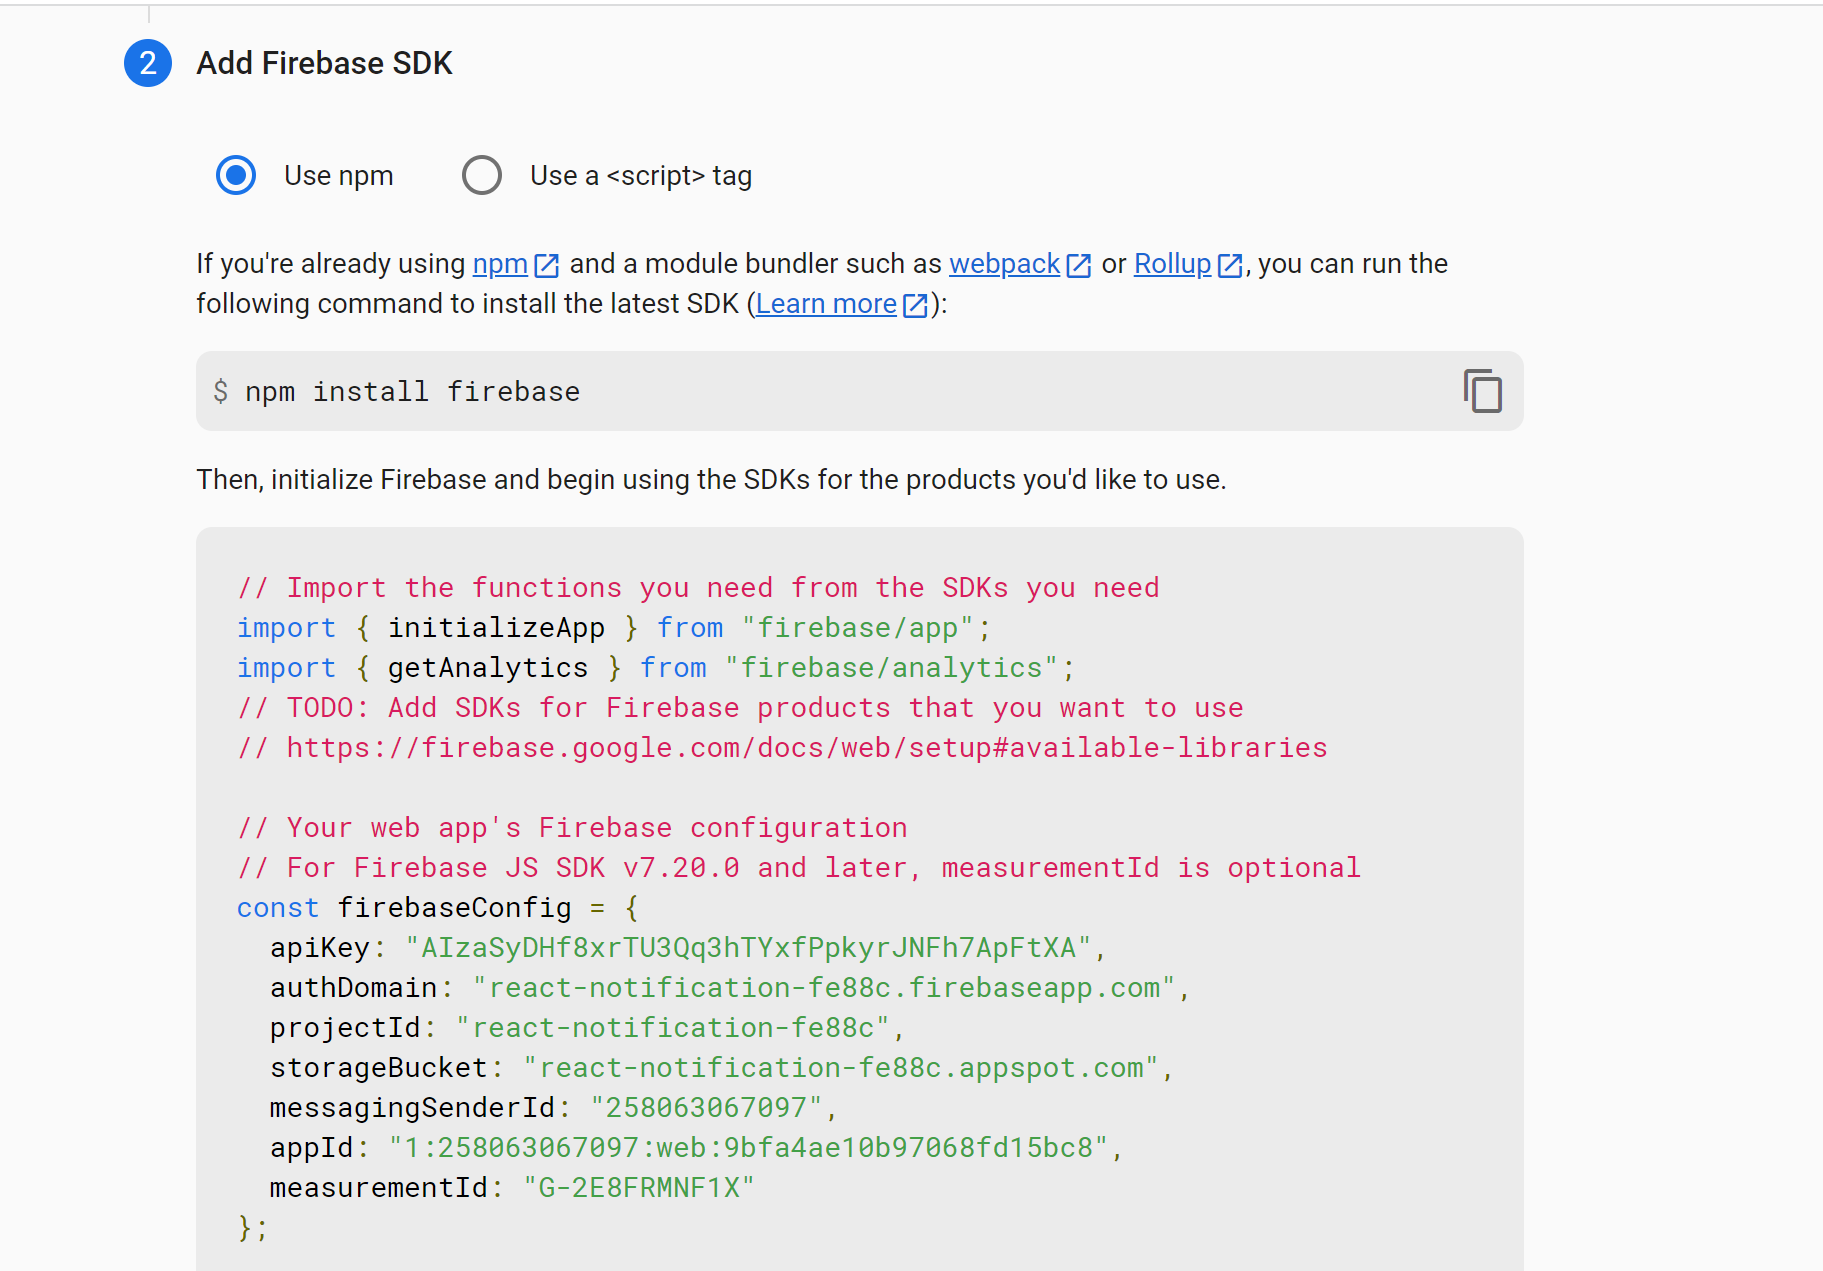 2 Add Firebase SDK
Use npm Use a <script> tag
If you're already using npm and a module bundler such as webpack or Rollup, you can run the
following command to install the latest SDK (Learn more):
$ npm install firebase
Then, initialize Firebase and begin using the SDKs for the products you'd like to use.
// Import the functions you need from the SDKs you need
import { initializeApp } from "firebase/app";
import { getAnalytics } from "firebase/analytics";
// TODO: Add SDKs for Firebase products that you want to use
// https://firebase.google.com/docs/web/setup#available-libraries
// Your web app's Firebase configuration
// For Firebase JS SDK v7.20.0 and later, measurementId is optional
const firebaseConfig = {
  apiKey: "AIzaSyDHf8xrTU3Qq3hTYxfPpkyrJNFh7ApFtXA",
  authDomain: "react-notification-fe88c.firebaseapp.com",
  projectId: "react-notification-fe88c",
  storageBucket: "react-notification-fe88c.appspot.com",
  messagingSenderId: "258063067097",
  appId: "1:258063067097:web:9bfa4ae10b97068fd15bc8",
  measurementId: "G-2E8FRMNF1X"
};